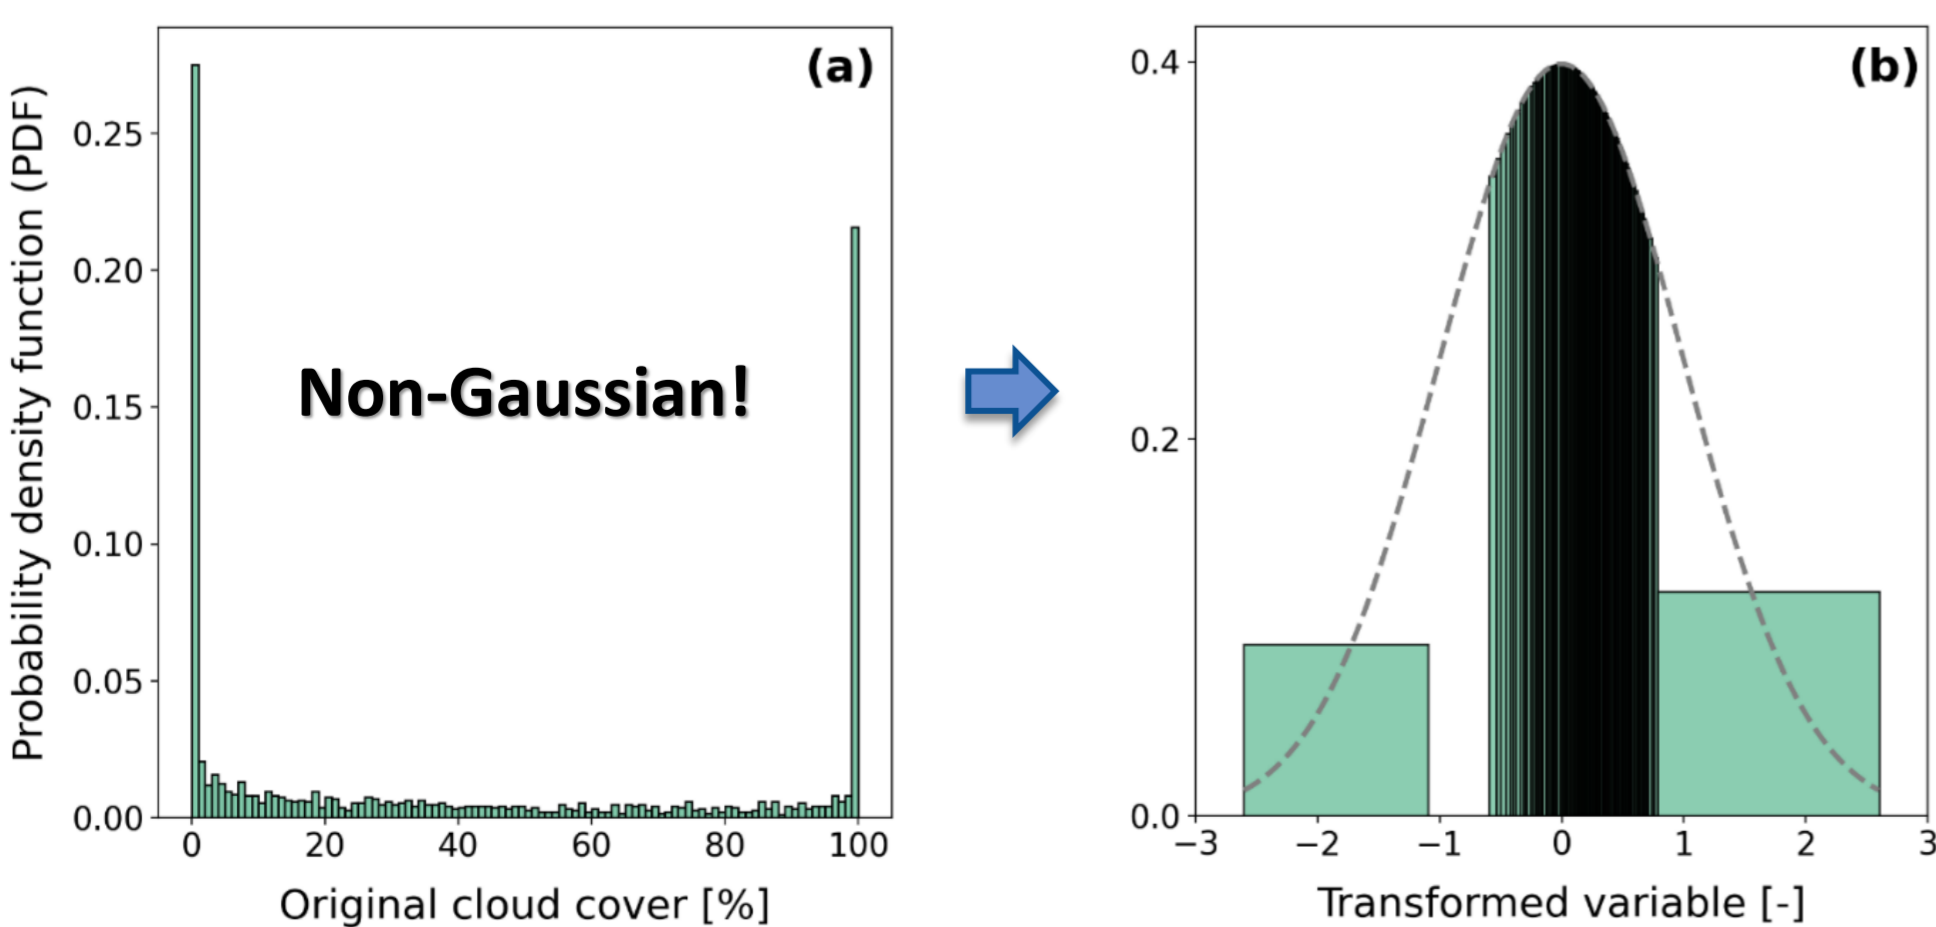 (a)
Probability density function (PDF)
0.25
0.20
0.15
0.10
0.05
0.00
Non-Gaussian!
0 20 40 60 80 100
Original cloud cover [%]
(b)
0.4
0.2
0.0
−3 −2 −1 0 1 2 3
Transformed variable [-]